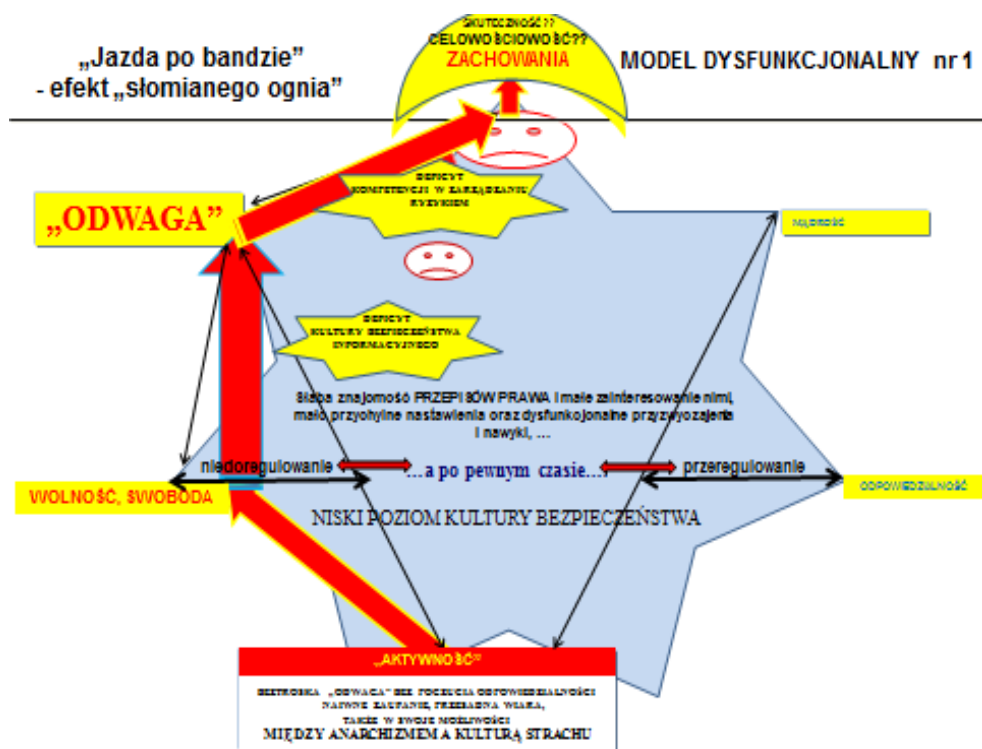 SKUTECZNOŚĆ??
CELOWOŚCIOWOŚĆ??
ZACHOWANIA
„Jazda po bandzie”
- efekt „słomianego ognia”
MODEL DYSFUNKCJONALNY nr 1
„ODWAGA”
DEFICYT
KOMPETENCJI W ZARZĄDZANIU
RYZYKIEM
MĄDROŚĆ
DEFICYT
KULTURY BEZPIECZEŃSTWA
INFORMACYJNEGO
Słaba znajomość PRZEPISÓW PRAWA i małe zainteresowanie nimi,
mało przychylne nastawienia oraz dysfunkcjonalne przyzwyczajenia
i nawyki, ...
niedoregulowanie
...a po pewnym czasie...
przeregulowanie
WOLNOŚĆ, SWOBODA
ODPOWIEDZALNOŚĆ
NISKI POZIOM KULTURY BEZPIECZEŃSTWA
„AKTYWNOŚĆ”
BEZTROSKA „ODWAGA” BEZ POCZUCIA ODPOWIEDZIALNOŚCI
NAIWNE ZAUFANIE, PRZESADNA WIARA,
TAKŻE W SWOJE MOŻLIWOŚCI
MIĘDZY ANARCHIZMEM A KULTURĄ STRACHU